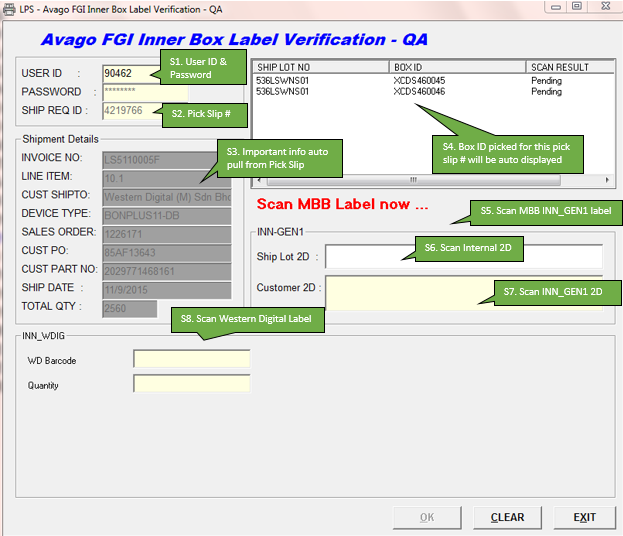 LPS - Avago FGI Inner Box Label Verification - QA
Avago FGI Inner Box Label Verification - QA
USER ID : 90462
PASSWORD : ********
SHIP REQ ID : 4219766
S1. User ID &
Password
S2. Pick Slip #
SHIP LOT NO BOX ID SCAN RESULT
536LSWNS01 XCDS460045 Pending
536LSWNS01 XCDS460046 Pending
S4. Box ID picked for this pick
slip # will be auto displayed
Shipment Details
INVOICE NO: LS5110005F
LINE ITEM: 10.1
CUST SHIPTO: Western Digital (M) Sdn Bhd
DEVICE TYPE: BONPLUS11-DB
SALES ORDER: 1226171
CUST PO: 85AF13643
CUST PART NO: 2029771468161
SHIP DATE : 11/9/2015
TOTAL QTY : 2560
S3. Important info auto
pull from Pick Slip
Scan MBB Label now ...
S5. Scan MBB INN_GEN1 label
INN-GEN1
Ship Lot 2D :
S6. Scan Internal 2D
Customer 2D :
S7. Scan INN_GEN1 2D
S8. Scan Western Digital Label
INN_WDIG
WD Barcode
Quantity
OK CLEAR EXIT